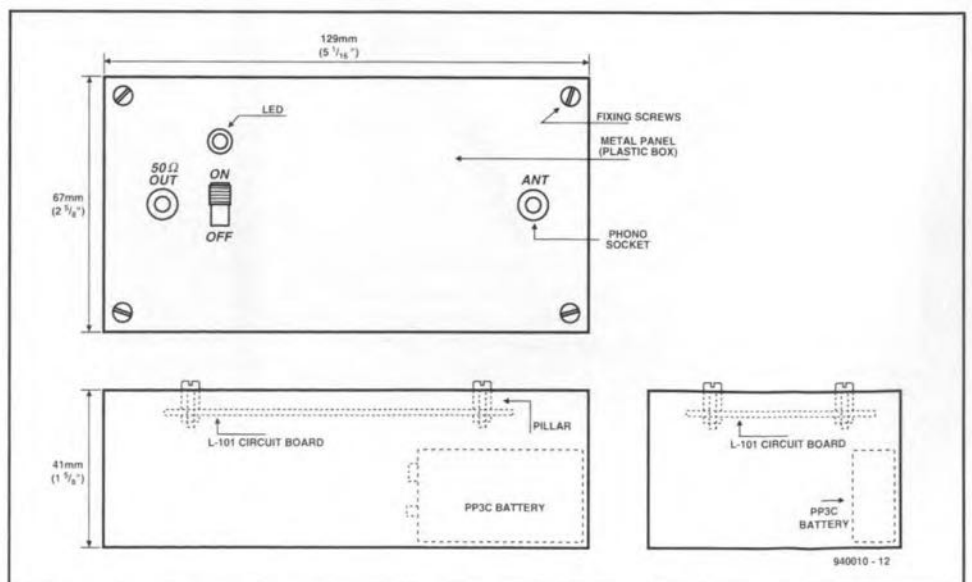 129mm
(5 1/16")
LED
FIXING SCREWS
METAL PANEL
(PLASTIC BOX)
50Ω
OUT
ON
ANT
67mm
(2 5/8")
OFF
PHONO
SOCKET
L-101 CIRCUIT BOARD
PILLAR
41mm
(1 5/8")
PP3C BATTERY
L-101 CIRCUIT BOARD
PP3C
BATTERY
940010 - 12